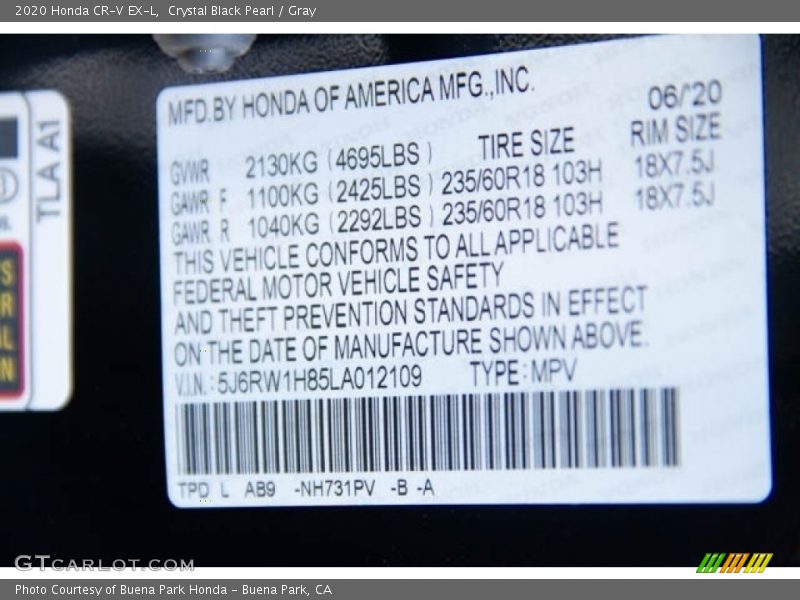 2020 Honda CR-V EX-L, Crystal Black Pearl / Gray
MFD.BY HONDA OF AMERICA MFG.,INC.
06/'20
TIRE SIZE RIM SIZE
GVWR 2130KG (4695LBS)
GAWR F 1100KG (2425LBS) 235/60R18 103H 18X7.5J
GAWR R 1040KG (2292LBS) 235/60R18 103H 18X7.5J
THIS VEHICLE CONFORMS TO ALL APPLICABLE
FEDERAL MOTOR VEHICLE SAFETY
AND THEFT PREVENTION STANDARDS IN EFFECT
ON THE DATE OF MANUFACTURE SHOWN ABOVE.
V.I.N.: 5J6RW1H85LA012109 TYPE: MPV
TPD L AB9 -NH731PV -B -A
TLA A1
GTCARLOT.COM
Photo Courtesy of Buena Park Honda - Buena Park, CA